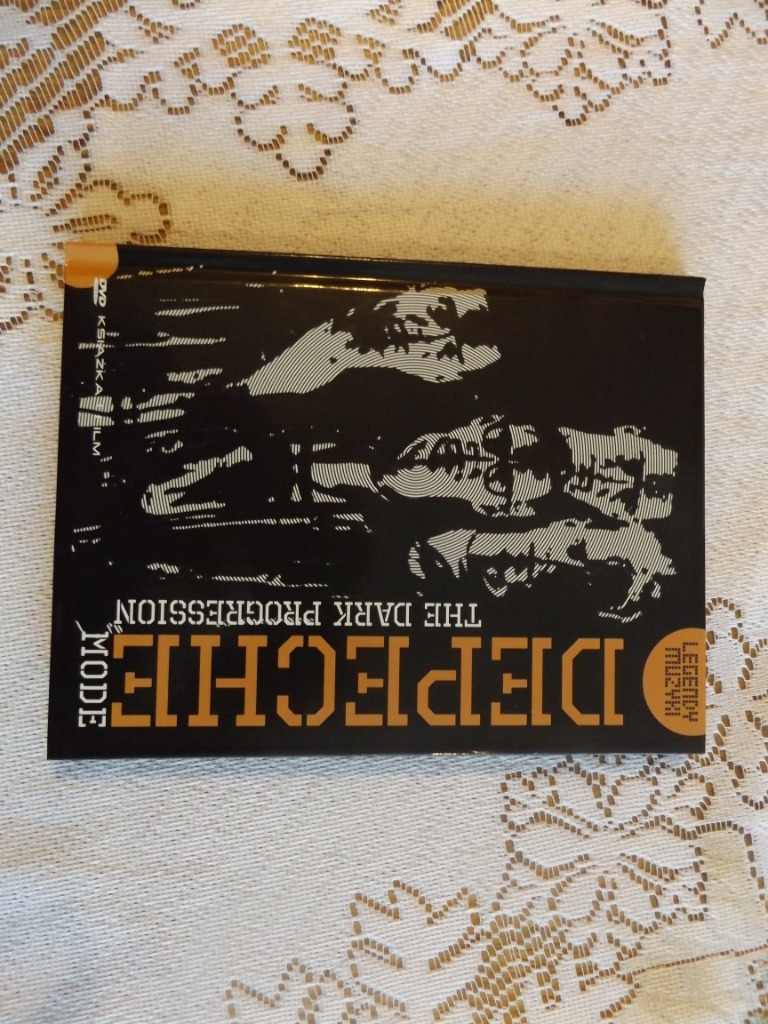 LEGENDY
MUZYKI
DEPECHE
MODE
THE DARK PROGRESSION
DVD KSIĄŻKA + FILM